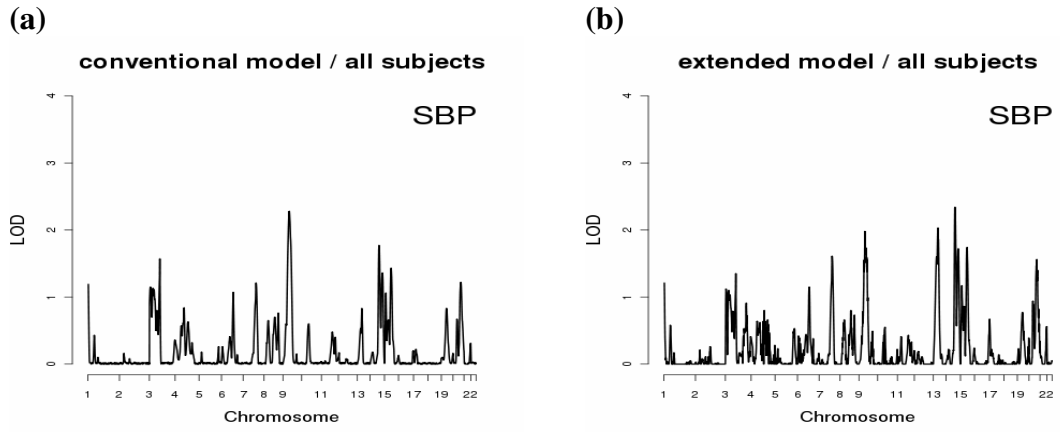 (a)
conventional model / all subjects
SBP
4
3
2
1
0
LOD
1 2 3 4 5 6 7 8 9 11 13 15 17 19 22
Chromosome
(b)
extended model / all subjects
SBP
4
3
2
1
0
LOD
1 2 3 4 5 6 7 8 9 11 13 15 17 19 22
Chromosome